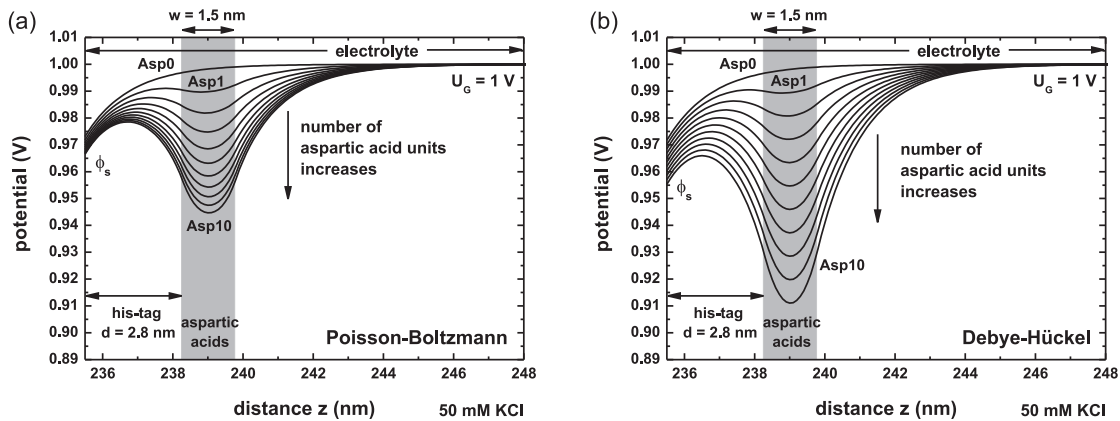 (a)
w = 1.5 nm
1.01
1.00
0.99
0.98
0.97
0.96
0.95
0.94
0.93
0.92
0.91
0.90
0.89
potential (V)
electrolyte
Asp0
Asp1
U_G = 1 V
number of
aspartic acid units
increases
ϕ_s
Asp10
his-tag
d = 2.8 nm
aspartic
acids
Poisson-Boltzmann
236 238 240 242 244 246 248
distance z (nm)
50 mM KCl
(b)
w = 1.5 nm
1.01
1.00
0.99
0.98
0.97
0.96
0.95
0.94
0.93
0.92
0.91
0.90
0.89
potential (V)
electrolyte
Asp0
Asp1
U_G = 1 V
number of
aspartic acid units
increases
ϕ_s
Asp10
his-tag
d = 2.8 nm
aspartic
acids
Debye-Hückel
236 238 240 242 244 246 248
distance z (nm)
50 mM KCl